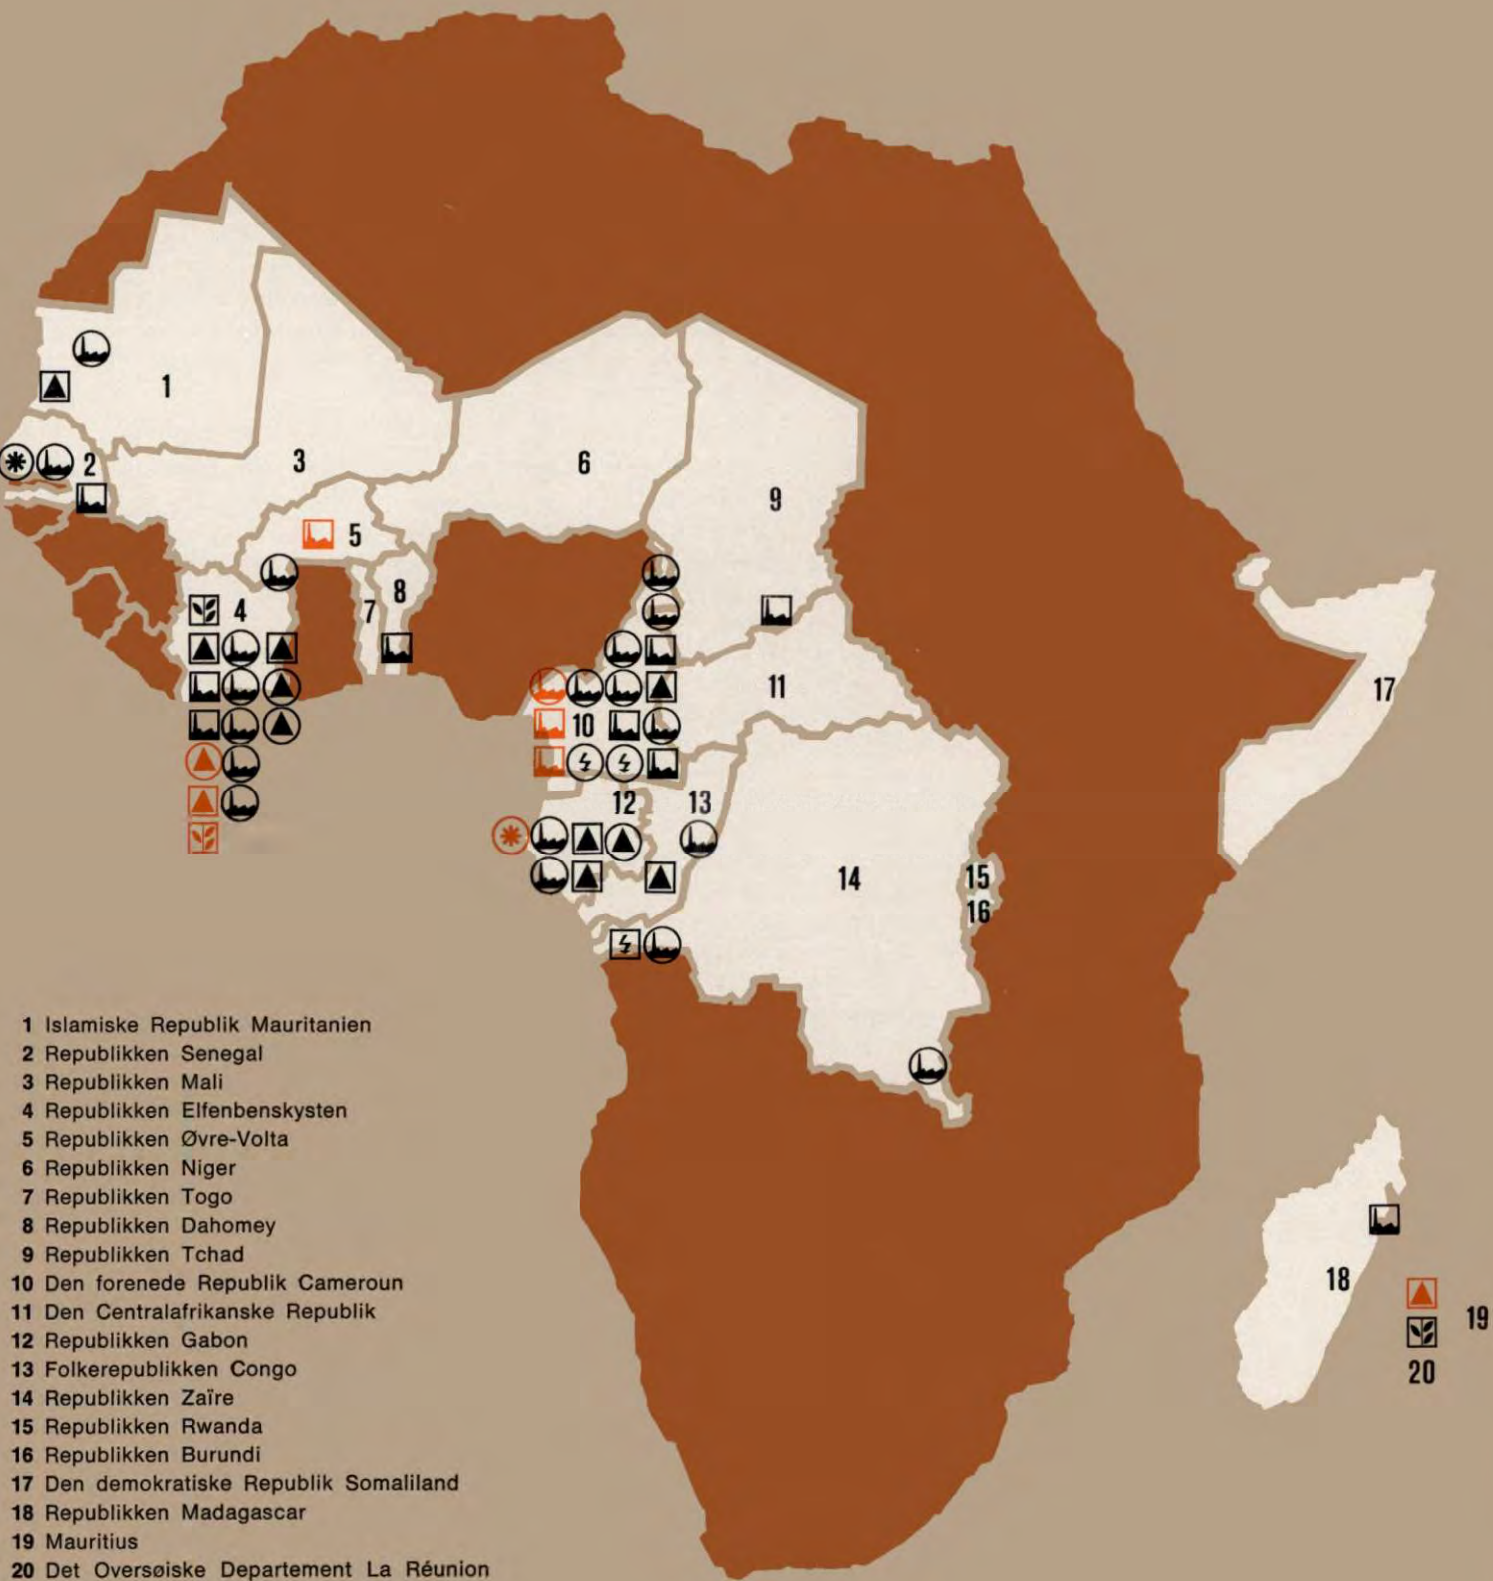 1
2
3
6
9
5
4
7
8
11
17
10
12
13
14
15
16
18
19
20
1 Islamiske Republik Mauritanien
2 Republikken Senegal
3 Republikken Mali
4 Republikken Elfenbenskysten
5 Republikken Øvre-Volta
6 Republikken Niger
7 Republikken Togo
8 Republikken Dahomey
9 Republikken Tchad
10 Den forenede Republik Cameroun
11 Den Centralafrikanske Republik
12 Republikken Gabon
13 Folkerepublikken Congo
14 Republikken Zaïre
15 Republikken Rwanda
16 Republikken Burundi
17 Den demokratiske Republik Somaliland
18 Republikken Madagascar
19 Mauritius
20 Det Oversøiske Departement La Réunion